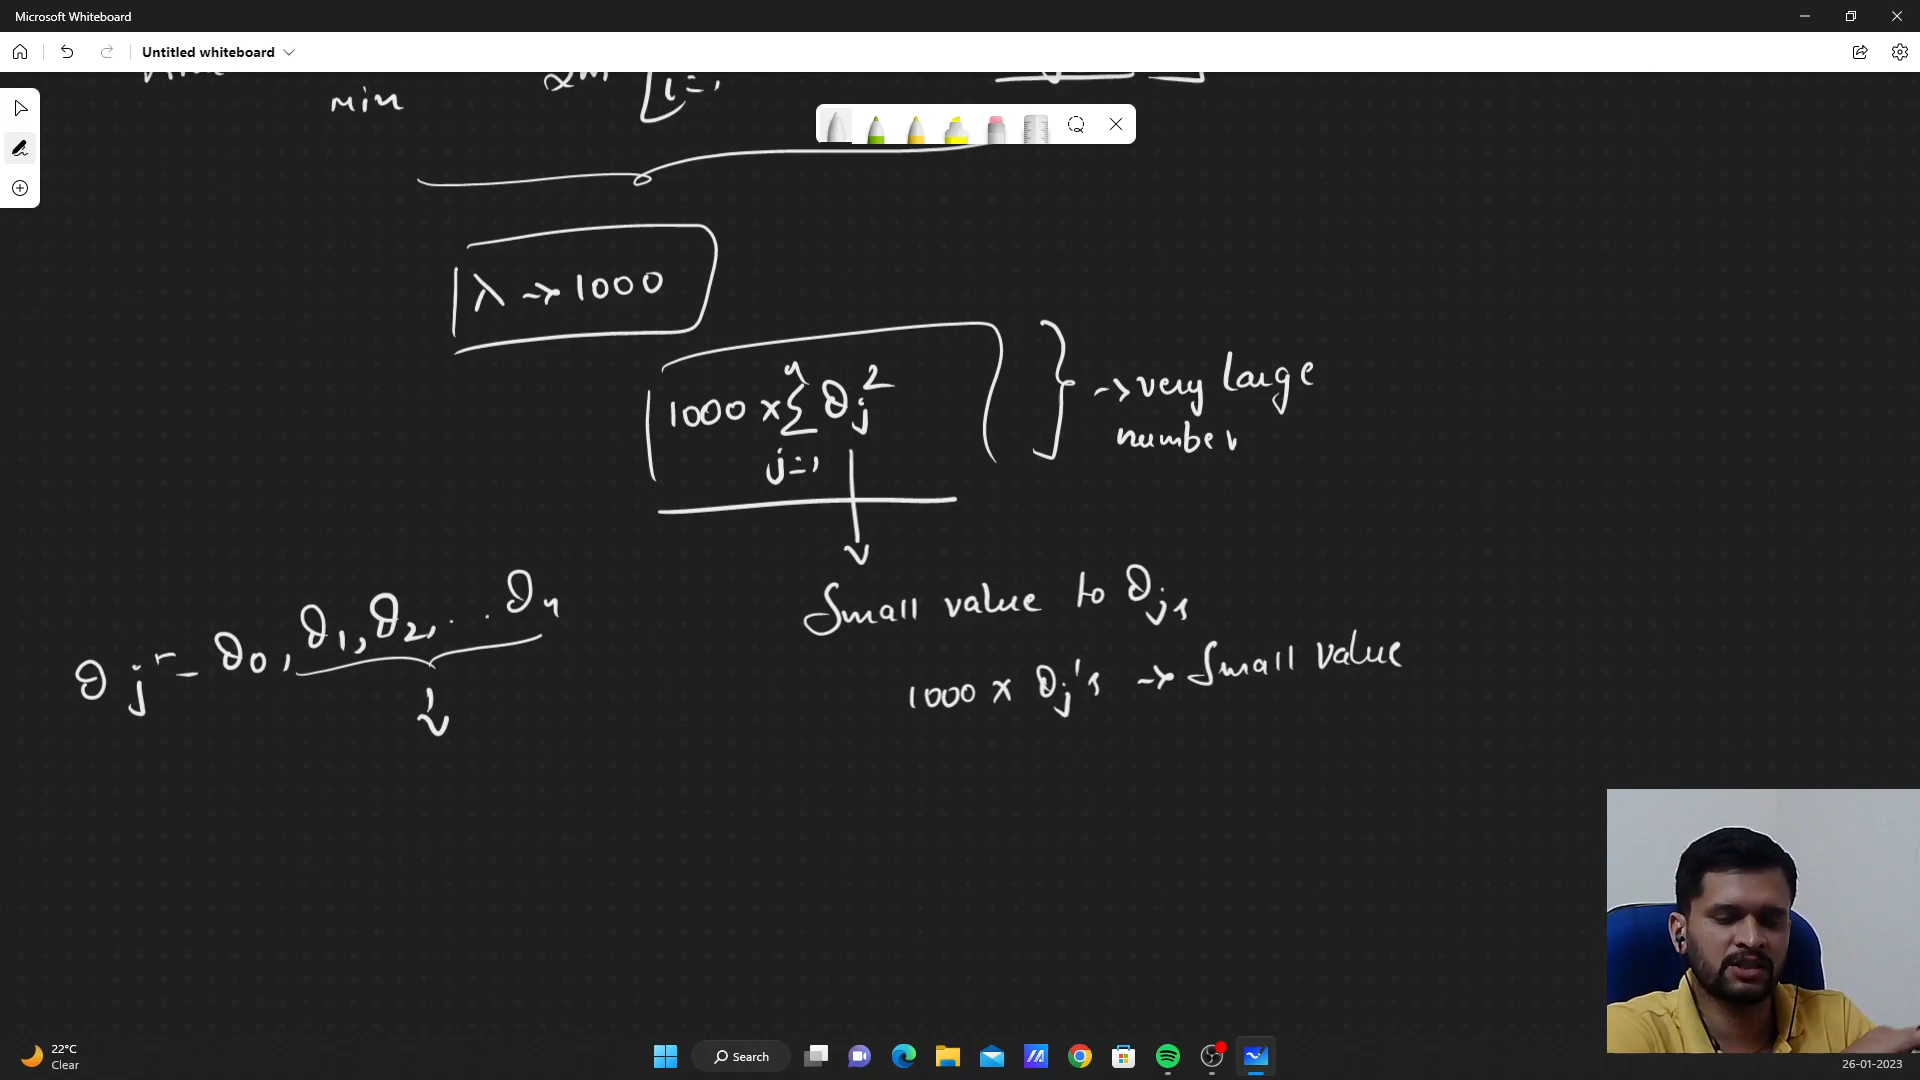 Microsoft Whiteboard
Untitled whiteboard
min
λ → 1000
1000 x Σ θj²
n
j=1
→ very large
number
Small value to θjs
1000 x θj's → Small value
θj - θ0, θ1, θ2, .. θn
22°C
Clear
Search
26-01-2023